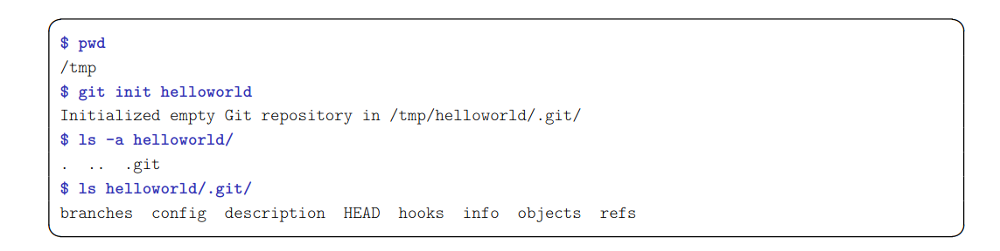 $ pwd
/tmp
$ git init helloworld
Initialized empty Git repository in /tmp/helloworld/.git/
$ ls -a helloworld/
.  ..  .git
$ ls helloworld/.git/
branches  config  description  HEAD  hooks  info  objects  refs